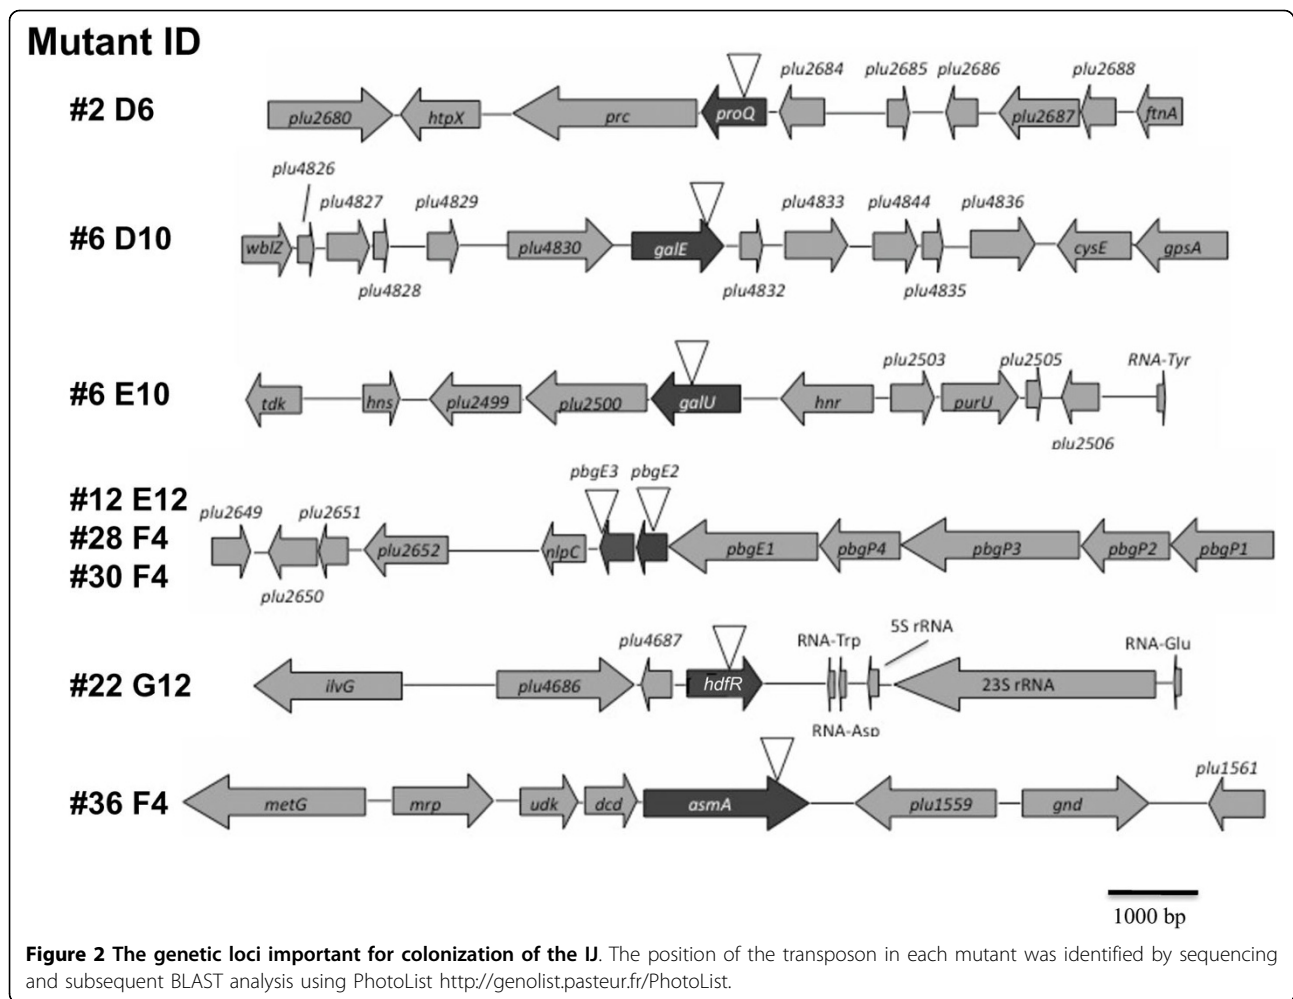 Mutant ID
#2 D6
plu2684 plu2685 plu2686 plu2688
plu2680 htpX prc proQ plu2687 ftnA
plu4826
plu4827 plu4829 plu4833 plu4844 plu4836
#6 D10
wblZ plu4830 galE cysE gpsA
plu4828 plu4832 plu4835
plu2503 plu2505 RNA-Tyr
#6 E10
tdk hns plu2499 plu2500 galU hnr purU
plu2506
pbgE3 pbgE2
#12 E12
plu2649 plu2651
#28 F4
plu2652 nlpC pbgE1 pbgP4 pbgP3 pbgP2 pbgP1
#30 F4
plu2650
plu4687 RNA-Trp 5S rRNA RNA-Glu
#22 G12
ilvG plu4686 hdfR 23S rRNA
RNA-Asp
plu1561
#36 F4
metG mrp udk dcd asmA plu1559 gnd
1000 bp
Figure 2 The genetic loci important for colonization of the IJ. The position of the transposon in each mutant was identified by sequencing
and subsequent BLAST analysis using PhotoList http://genolist.pasteur.fr/PhotoList.